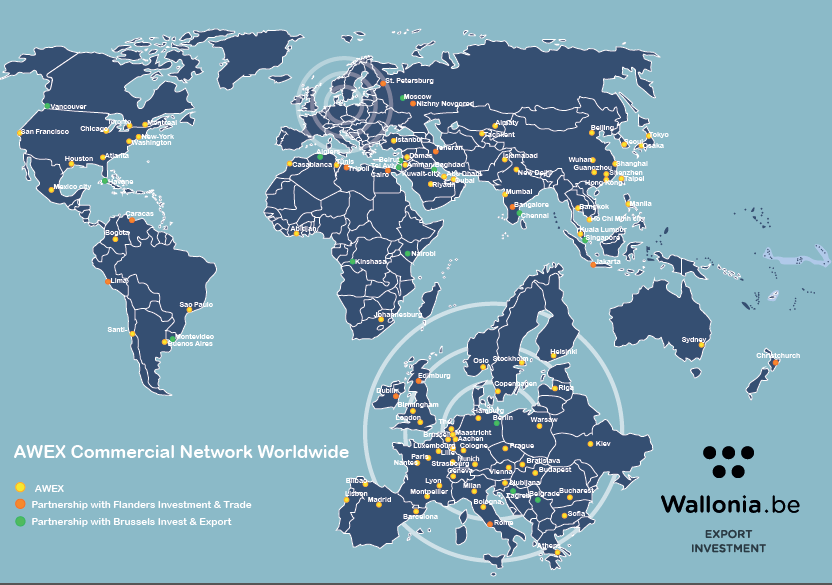 St. Petersburg
Moscow
Nizhny Novgorod
Vancouver
San Francisco
Chicago
Montreal
New-York
Washington
Atlanta
Houston
Mexico city
Havana
Caracas
Bogota
Lima
Sao Paulo
Santi
Montevideo
Buenos Aires
Istanbul
Teheran
Almaty
Tachkent
Algiers
Casablanca
Tunis
Tripoli
Beirut
Damas
Tel Aviv
Amman
Baghdad
Cairo
Kuwait-city
Abu Dhabi
Dubai
Riyadh
Islamabad
New Delhi
Mumbai
Bangalore
Chennai
Beijing
Seoul
Tokyo
Osaka
Wuhan
Shanghai
Guangzhou
Shenzhen
Hong Kong
Taipei
Manila
Bangkok
Ho Chi Minh city
Kuala Lumpur
Singapore
Jakarta
Abidjan
Kinshasa
Nairobi
Johannesburg
Sydney
Christchurch
Oslo
Stockholm
Helsinki
Copenhagen
Riga
Edimburg
Dublin
Birmingham
London
Hamburg
Berlin
Warsaw
Maastricht
Aachen
Cologne
Luxembourg
Prague
Kiev
Paris
Nantes
Strasbourg
Munich
Geneva
Vienna
Bratislava
Budapest
Lyon
Milan
Ljubljana
Zagreb
Belgrade
Bucharest
Montpellier
Bologna
Sofia
Bilbao
Lisbon
Madrid
Barcelona
Rome
Athens
AWEX Commercial Network Worldwide
AWEX
Partnership with Flanders Investment & Trade
Partnership with Brussels Invest & Export
Wallonia.be
EXPORT
INVESTMENT